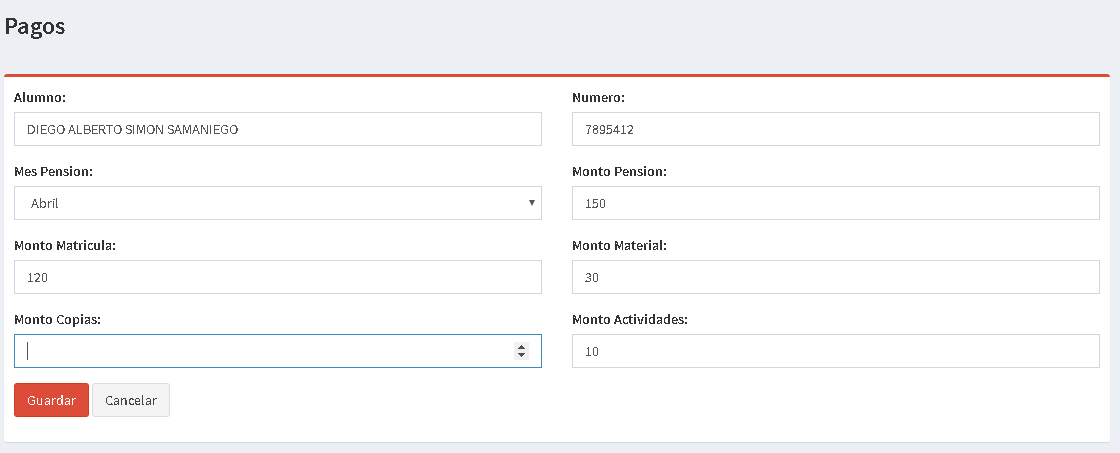 Pagos
Alumno:
Numero:
DIEGO ALBERTO SIMON SAMANIEGO
7895412
Mes Pension:
Monto Pension:
Abril
150
Monto Matricula:
Monto Material:
120
30
Monto Copias:
Monto Actividades:
10
Guardar
Cancelar